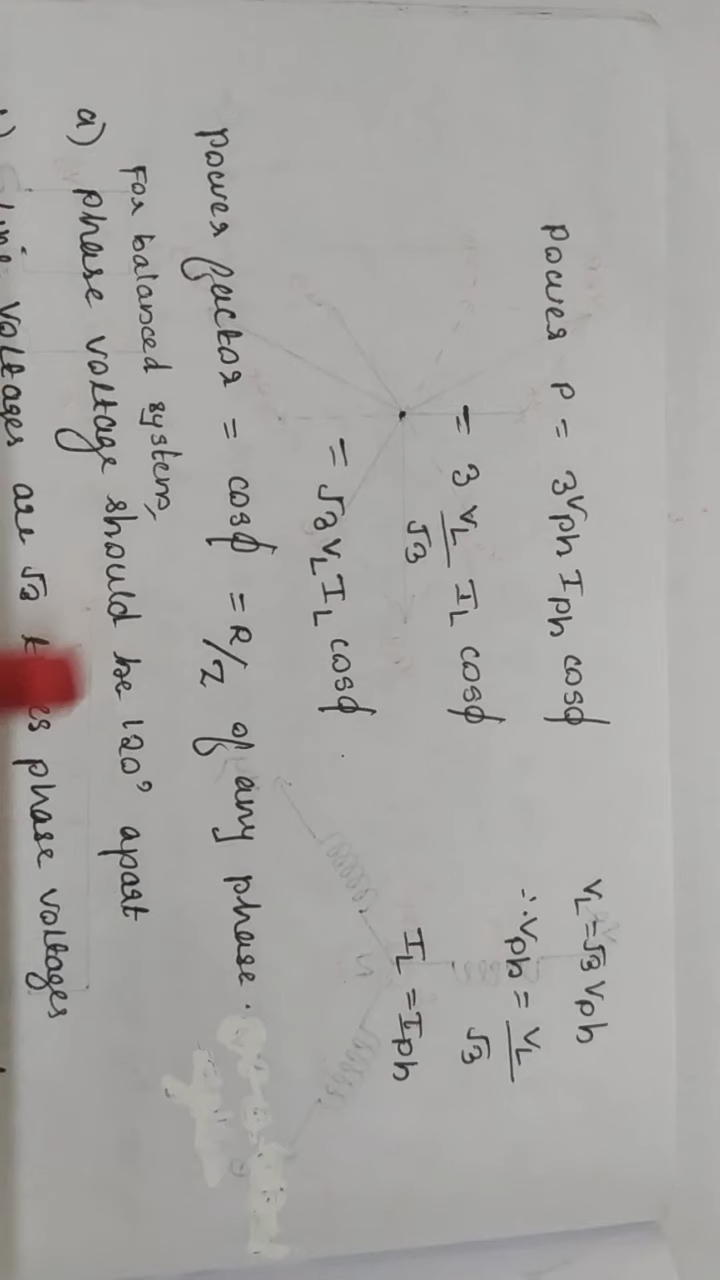 Power P = 3Vph Iph cosϕ
VL = √3 Vph
= 3 VL/√3 IL cosϕ
∴ Vph = VL/√3
= √3 VL IL cosϕ.
IL = Iph
Power factor = cosϕ = R/Z of any phase.
For balanced system,
a) phase voltage should be 120° apart
voltages are √3 phase voltages